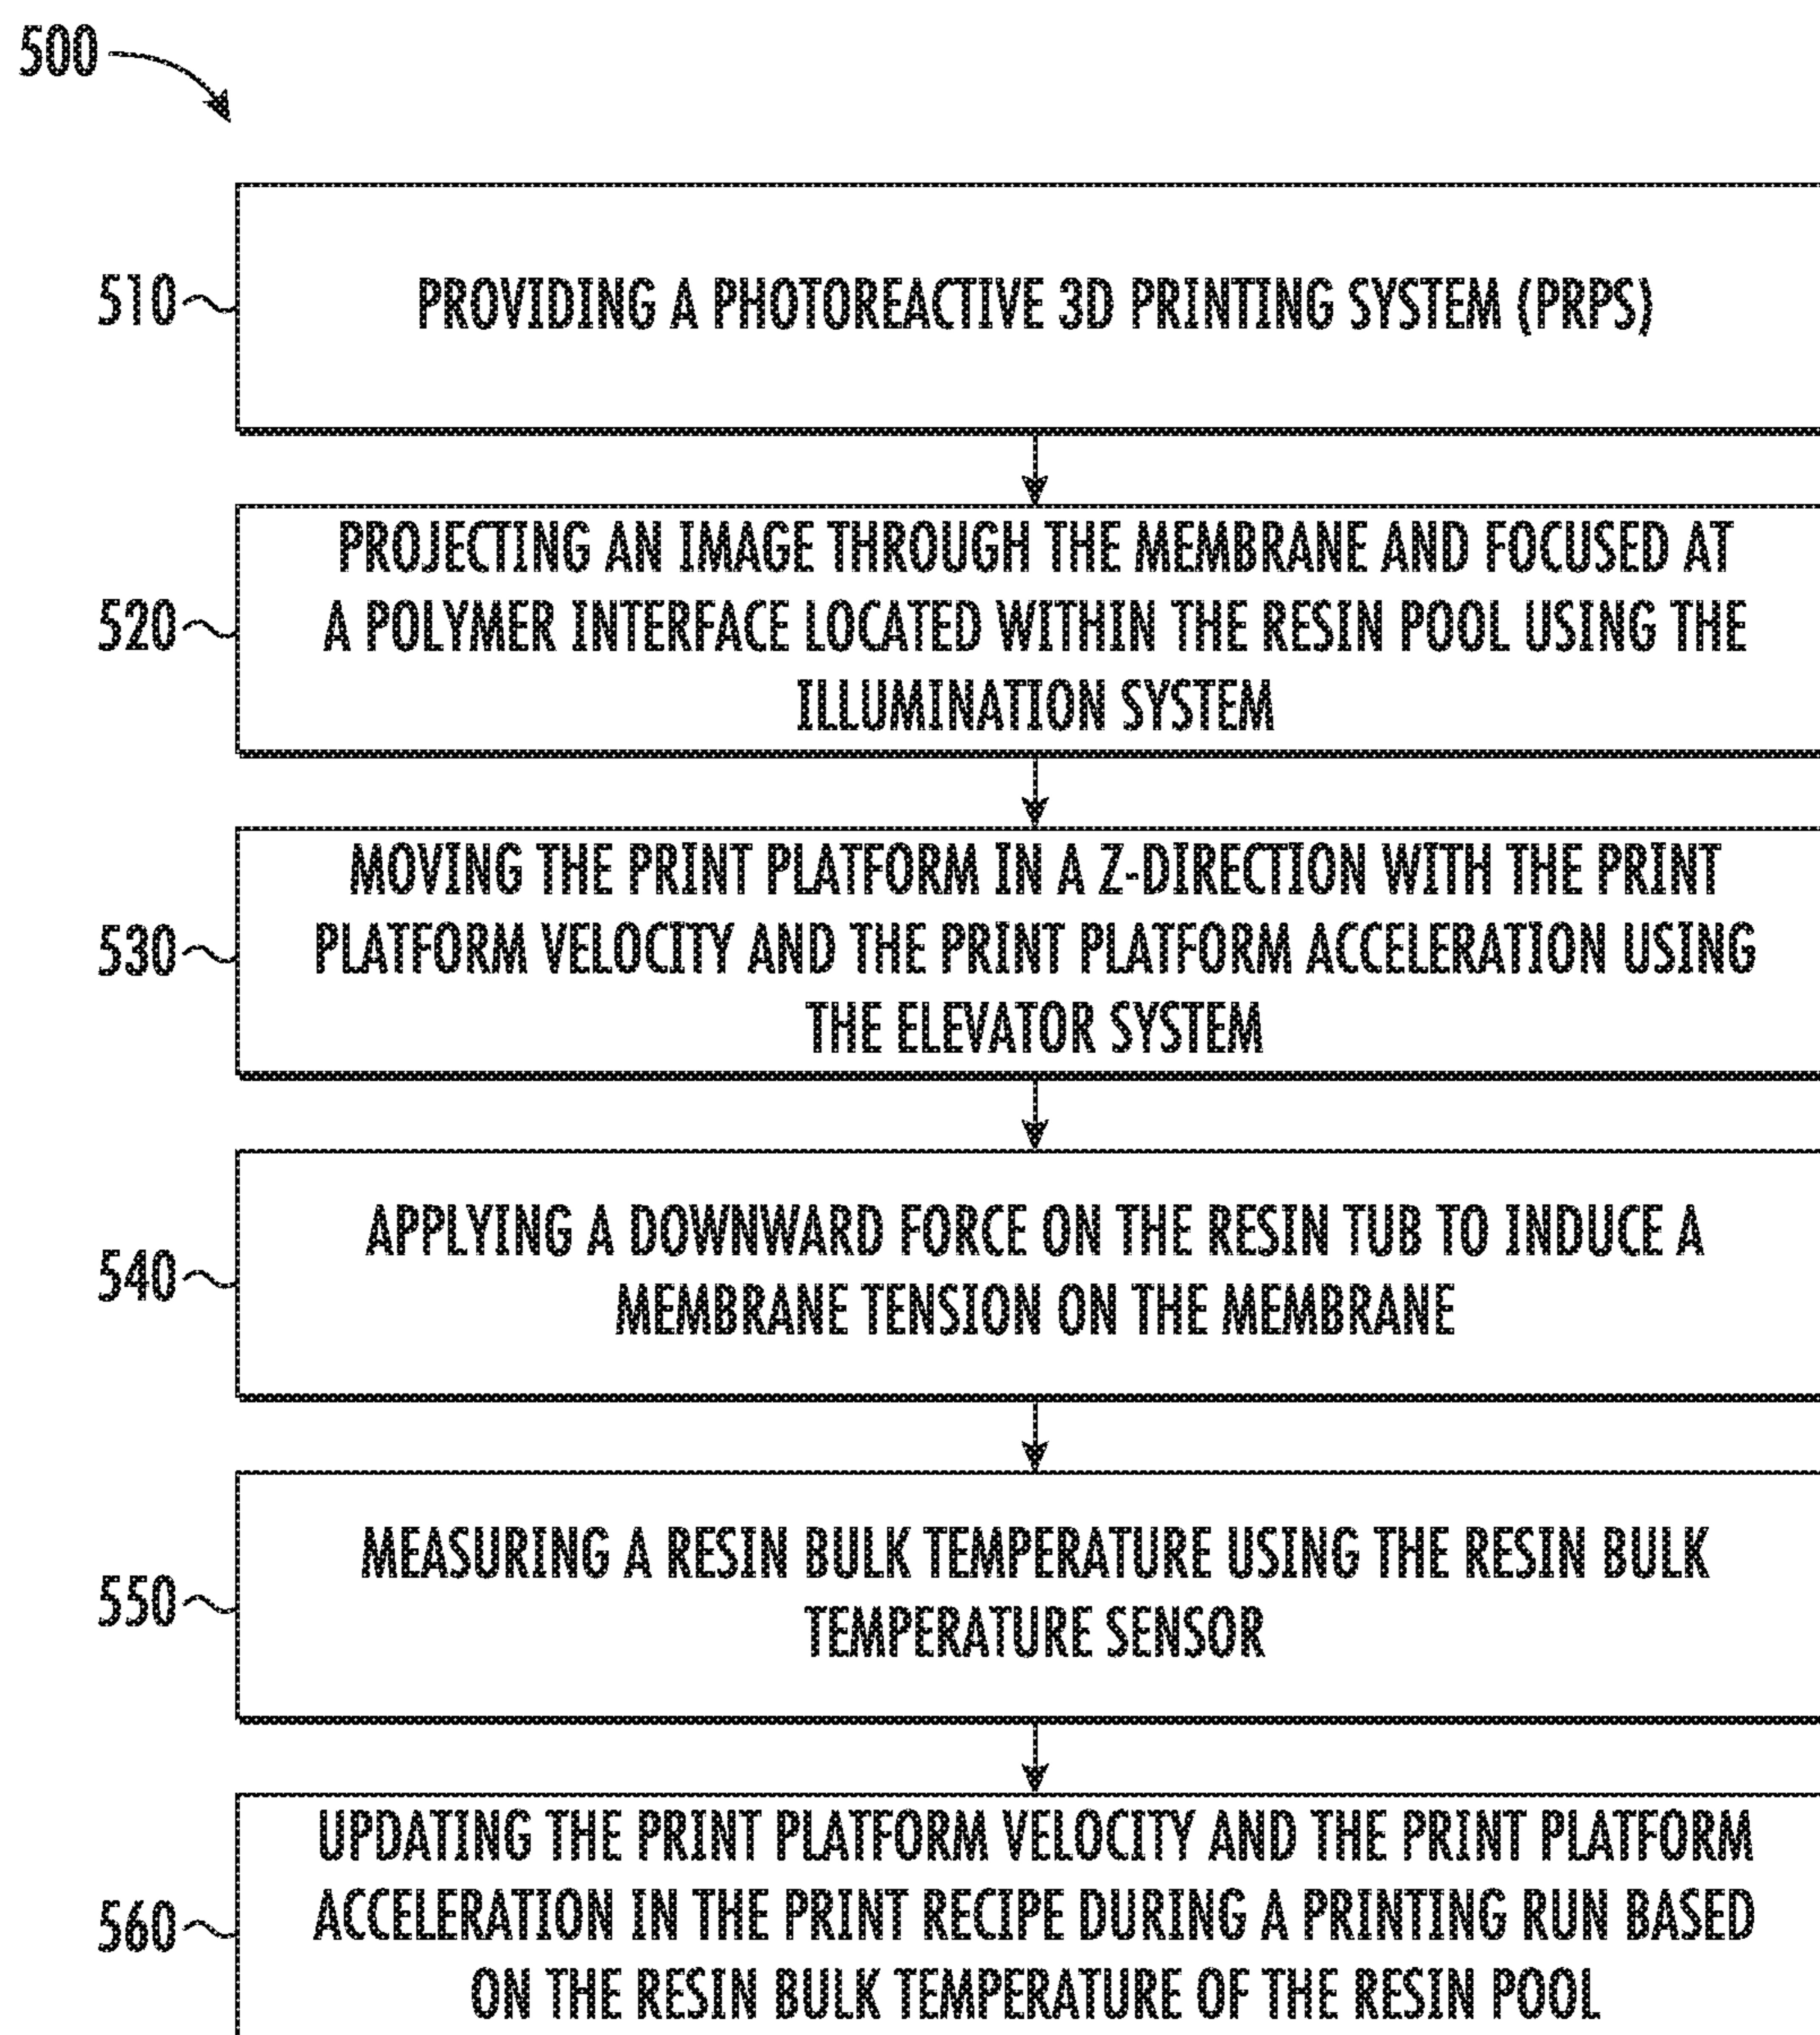 500
510
PROVIDING A PHOTOREACTIVE 3D PRINTING SYSTEM (PRPS)
520
PROJECTING AN IMAGE THROUGH THE MEMBRANE AND FOCUSED AT
A POLYMER INTERFACE LOCATED WITHIN THE RESIN POOL USING THE
ILLUMINATION SYSTEM
530
MOVING THE PRINT PLATFORM IN A Z-DIRECTION WITH THE PRINT
PLATFORM VELOCITY AND THE PRINT PLATFORM ACCELERATION USING
THE ELEVATOR SYSTEM
540
APPLYING A DOWNWARD FORCE ON THE RESIN TUB TO INDUCE A
MEMBRANE TENSION ON THE MEMBRANE
550
MEASURING A RESIN BULK TEMPERATURE USING THE RESIN BULK
TEMPERATURE SENSOR
560
UPDATING THE PRINT PLATFORM VELOCITY AND THE PRINT PLATFORM
ACCELERATION IN THE PRINT RECIPE DURING A PRINTING RUN BASED
ON THE RESIN BULK TEMPERATURE OF THE RESIN POOL